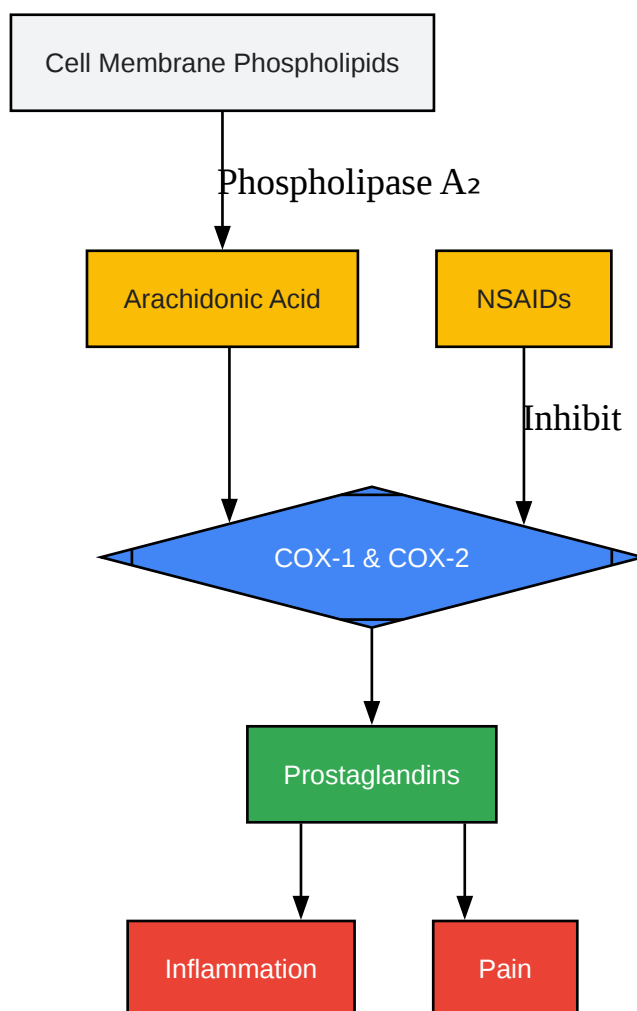 Cell Membrane Phospholipids
Phospholipase A₂
Arachidonic Acid
NSAIDs
Inhibit
COX-1 & COX-2
Prostaglandins
Inflammation
Pain